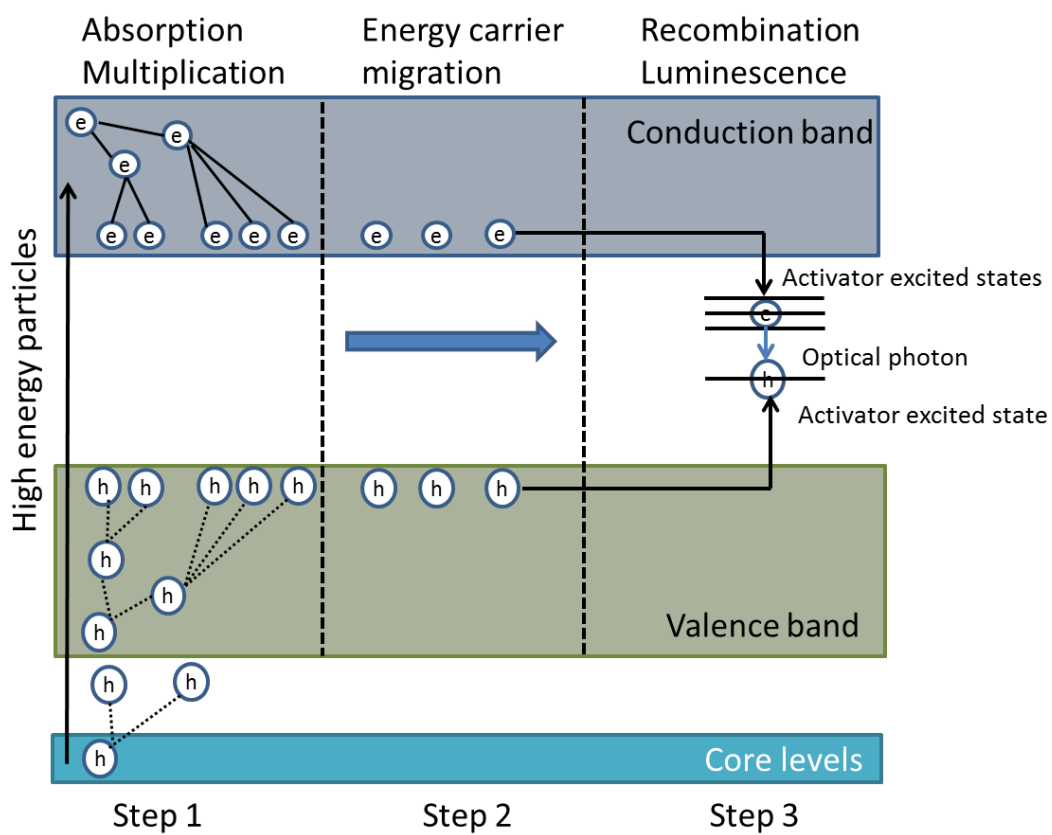 Absorption
Multiplication
Energy carrier
migration
Recombination
Luminescence
Conduction band
e
e
e
e e e e e
e e e
High energy particles
Activator excited states
e
Optical photon
h
Activator excited state
h h h h h
h h h
h
h
h
Valence band
h h
h
Core levels
Step 1
Step 2
Step 3